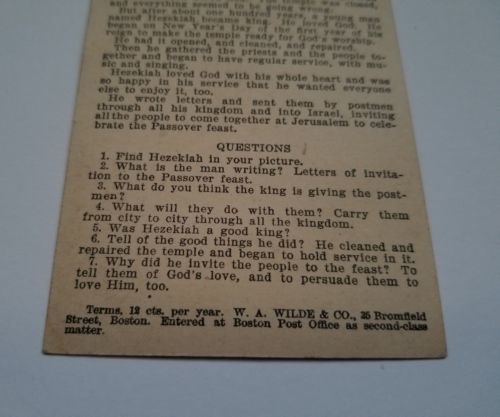 temple was closed,
and everything seemed to be going wrong.
But after about one hundred years, a young man
named Hezekiah became king. He loved God. He
began on New Year's Day of the first year of his
reign to make the temple ready for God's worship.
He had it opened, and cleaned, and repaired.
Then he gathered the priests and the people to-
gether and began to have regular service, with mu-
sic and singing.
Hezekiah loved God with his whole heart and was
so happy in his service that he wanted everyone
else to enjoy it, too.
He wrote letters and sent them by postmen
through all his kingdom and into Israel, inviting
all the people to come together at Jerusalem to cele-
brate the Passover feast.
QUESTIONS
1. Find Hezekiah in your picture.
2. What is the man writing? Letters of invita-
tion to the Passover feast.
3. What do you think the king is giving the post-
men?
4. What will they do with them? Carry them
from city to city through all the kingdom.
5. Was Hezekiah a good king?
6. Tell of the good things he did? He cleaned and
repaired the temple and began to hold service in it.
7. Why did he invite the people to the feast? To
tell them of God's love, and to persuade them to
love Him, too.
Terms, 12 cts. per year. W. A. WILDE & CO., 25 Bromfield
Street, Boston. Entered at Boston Post Office as second-class
matter.